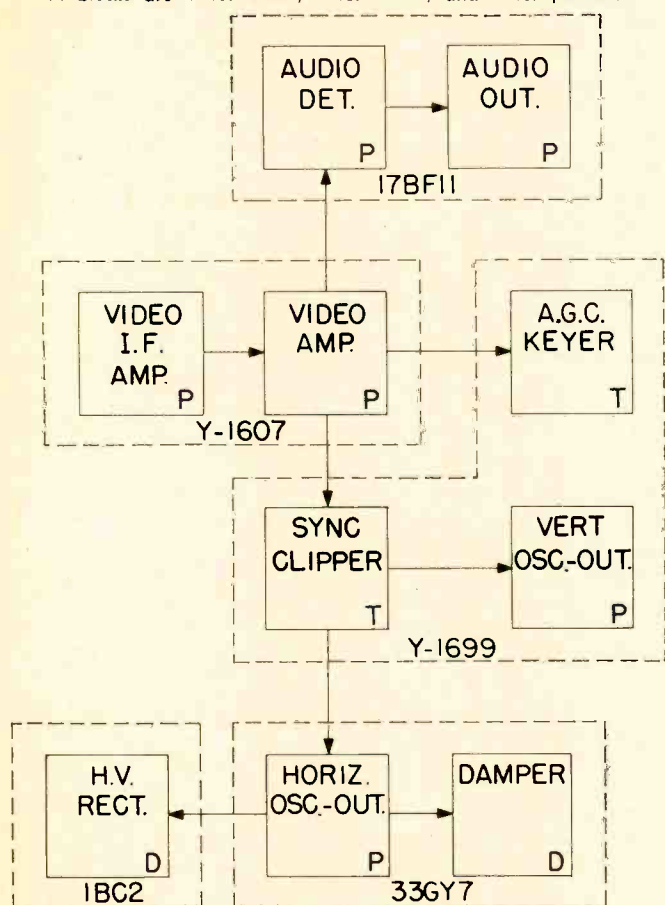 AUDIO
DET.
P
AUDIO
OUT.
P
17BF11
VIDEO
I.F.
AMP.
P
VIDEO
AMP.
P
Y-1607
A.G.C.
KEYER
T
SYNC
CLIPPER
T
VERT
OSC.-OUT.
P
Y-1699
H.V.
RECT.
D
1BC2
HORIZ.
OSC.-OUT.
P
DAMPER
D
33GY7